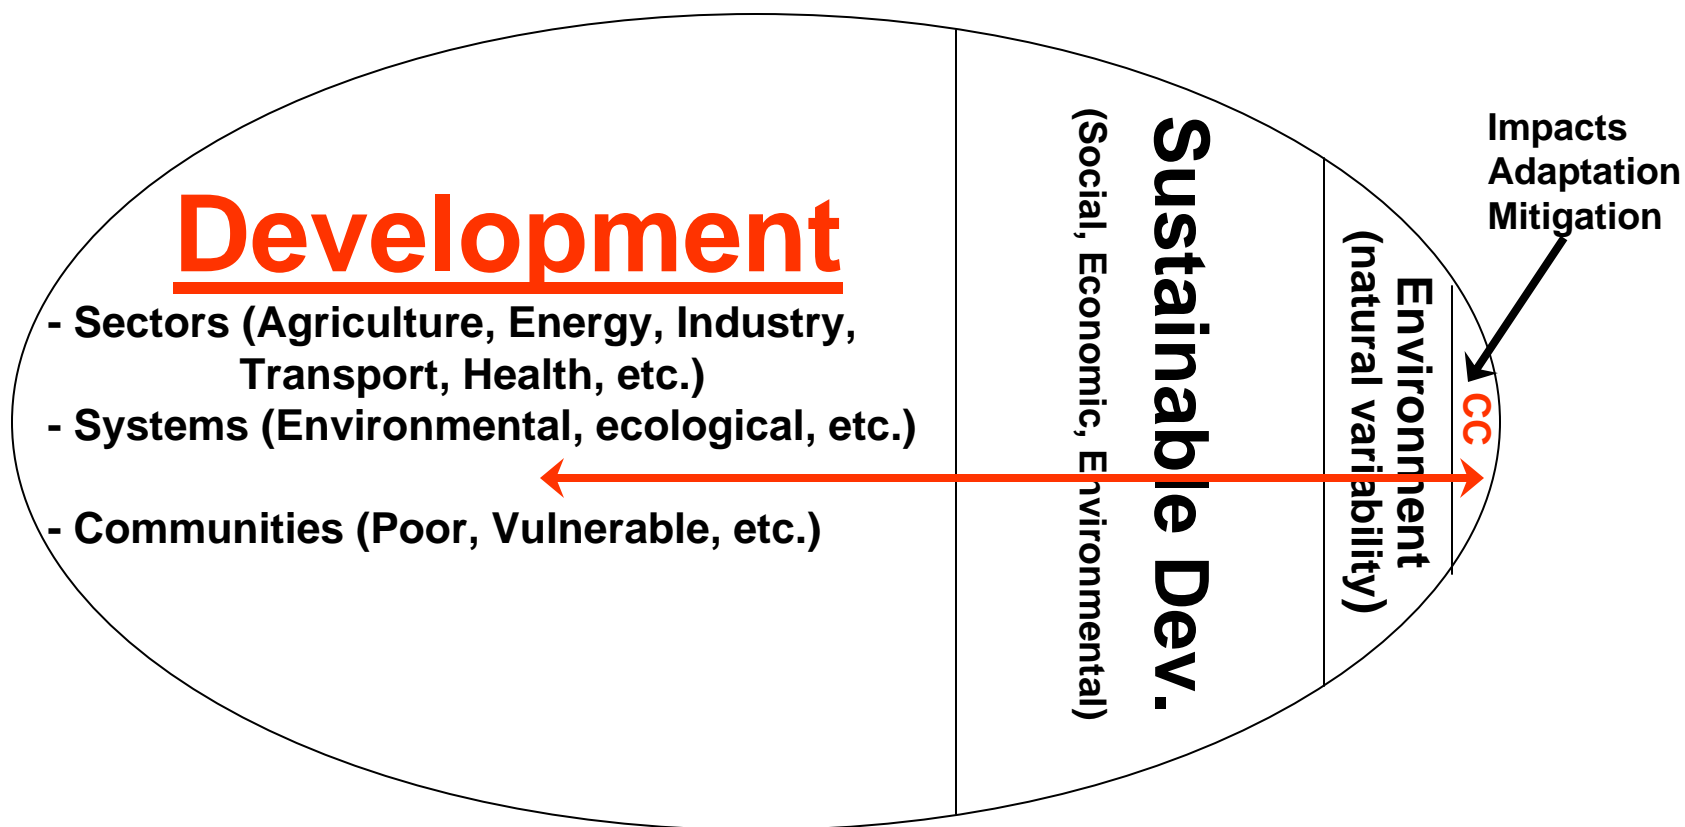 Development
- Sectors (Agriculture, Energy, Industry,
Transport, Health, etc.)
- Systems (Environmental, ecological, etc.)
- Communities (Poor, Vulnerable, etc.)
Sustainable Dev.
(Social, Economic, Environmental)
Environment
(natural variability)
CC
Impacts
Adaptation
Mitigation